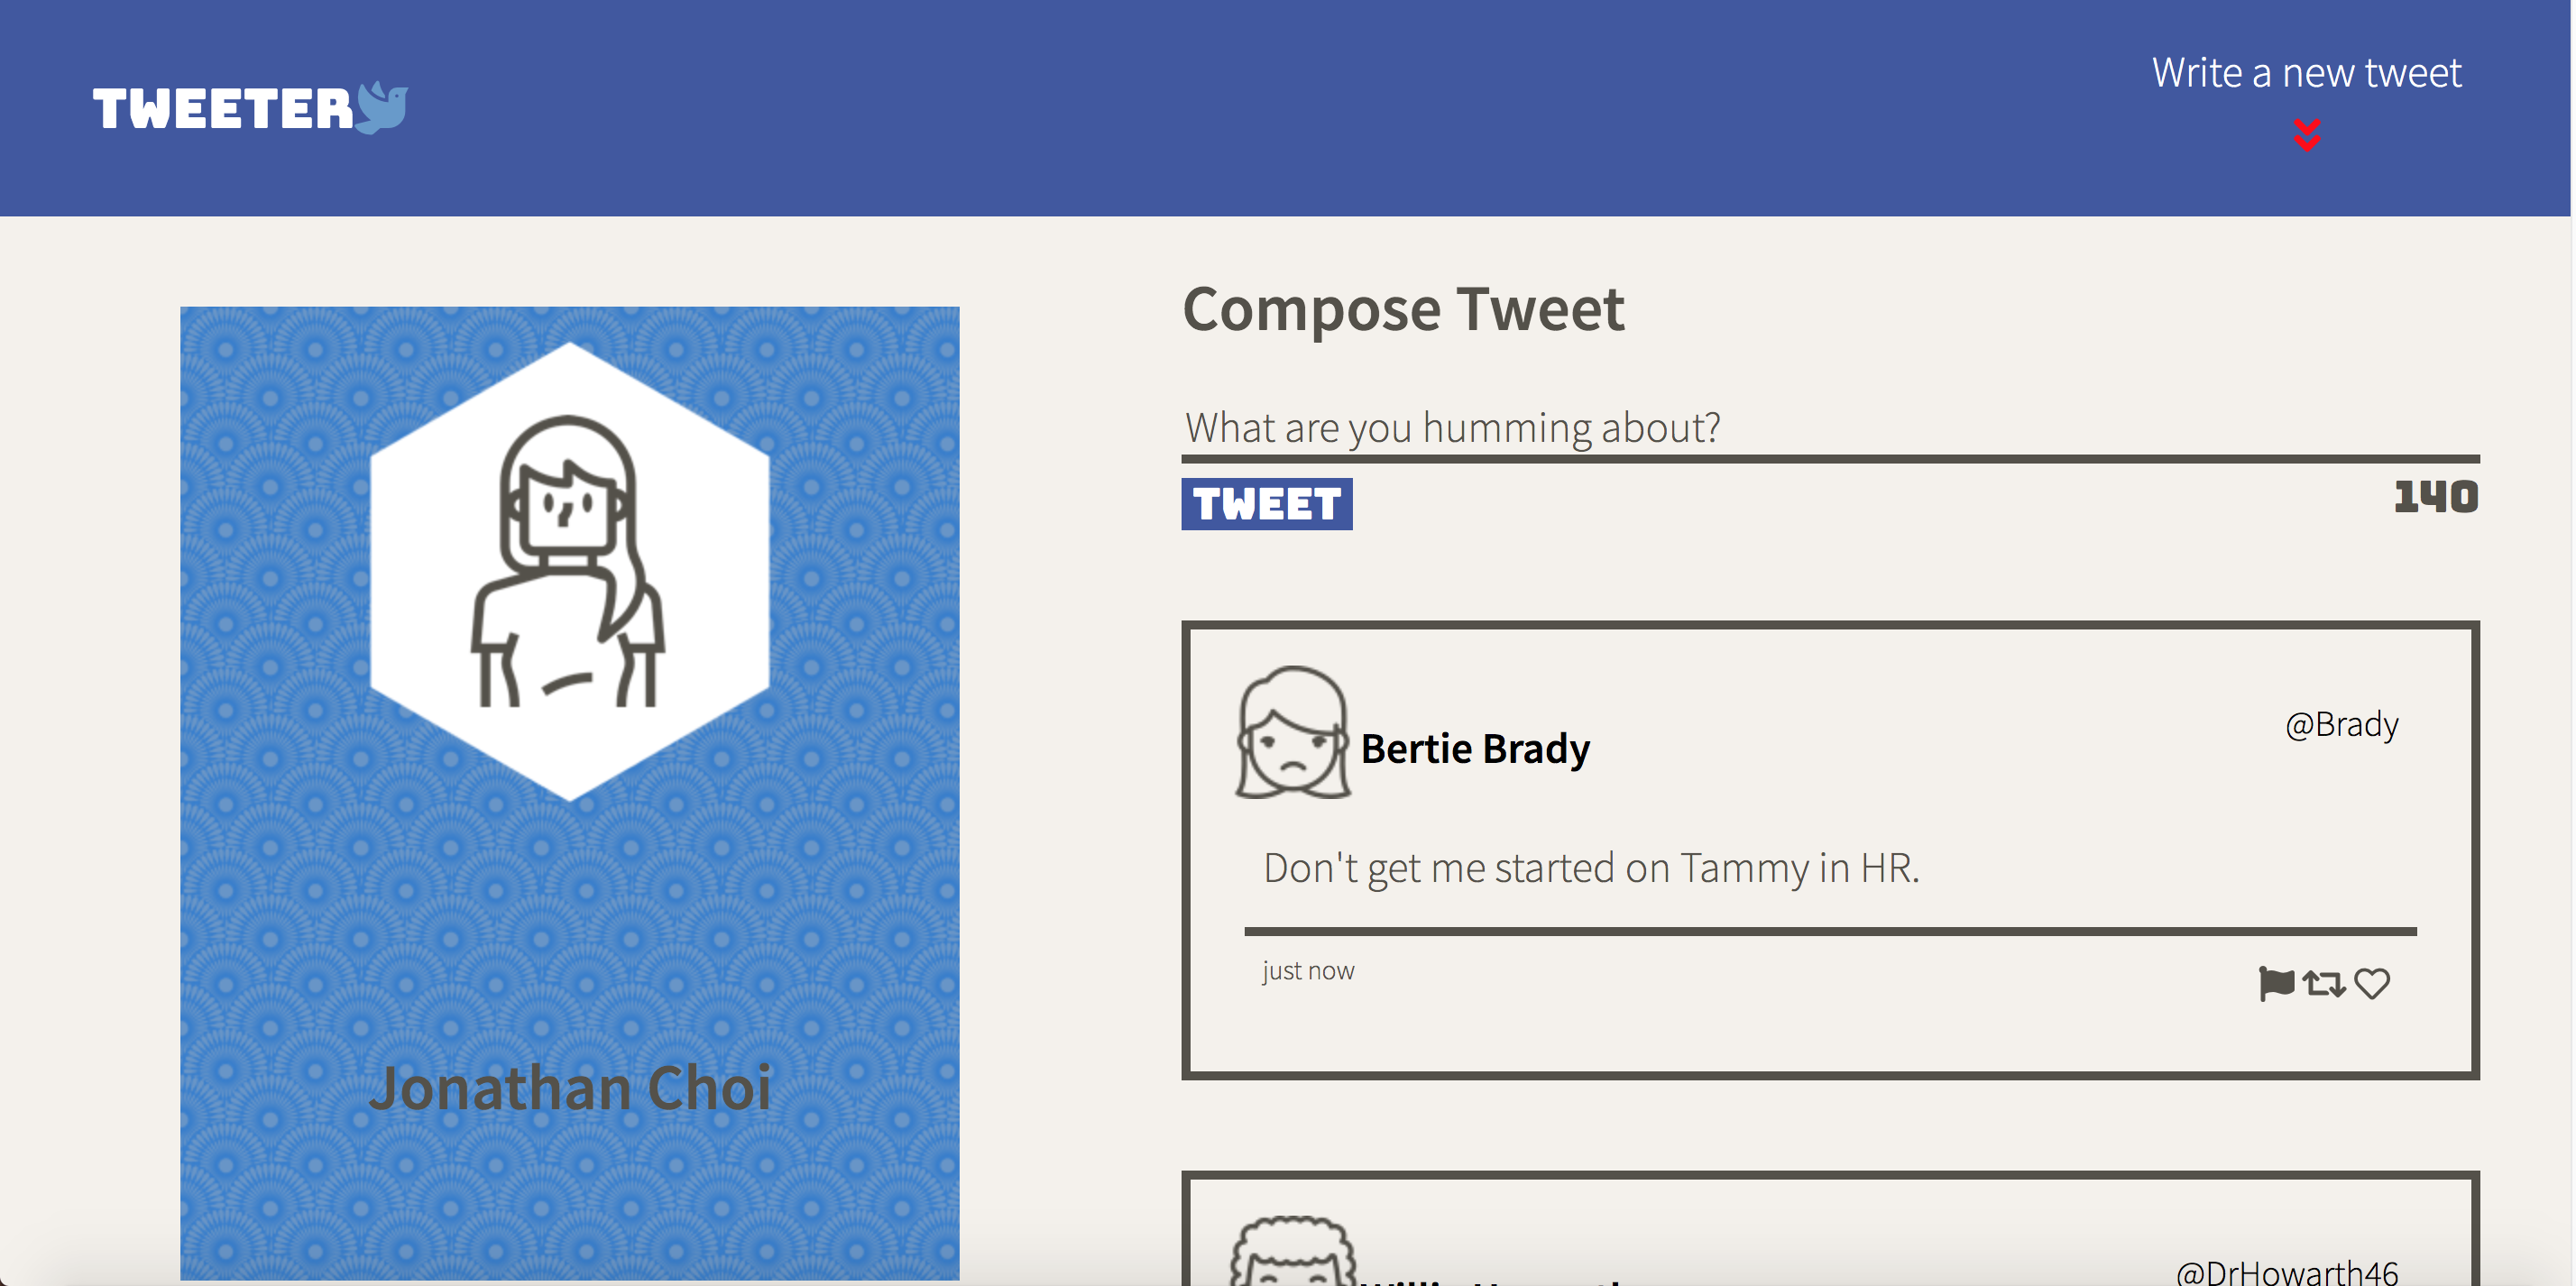 TWEETER
Write a new tweet
Jonathan Choi
Compose Tweet
What are you humming about?
TWEET
140
Bertie Brady
@Brady
Don't get me started on Tammy in HR.
just now
@DrHowarth46